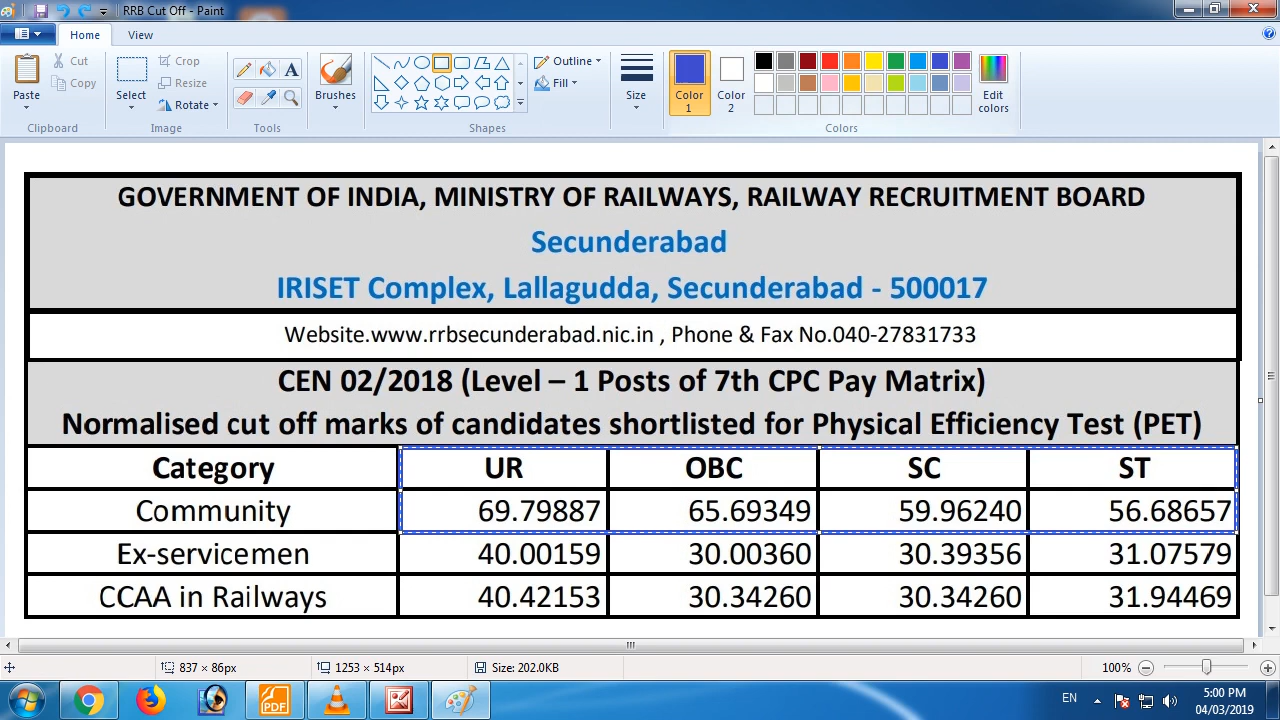 RRB Cut Off - Paint
Home View
Paste
Cut
Copy
Clipboard
Select
Crop
Resize
Rotate
Image
A
Tools
Brushes
Outline
Fill
Shapes
Size
Color 1
Color 2
Edit colors
Colors
GOVERNMENT OF INDIA, MINISTRY OF RAILWAYS, RAILWAY RECRUITMENT BOARD
Secunderabad
IRISET Complex, Lallagudda, Secunderabad - 500017
Website.www.rrbsecunderabad.nic.in , Phone & Fax No.040-27831733
CEN 02/2018 (Level – 1 Posts of 7th CPC Pay Matrix)
Normalised cut off marks of candidates shortlisted for Physical Efficiency Test (PET)
Category UR OBC SC ST
Community 69.79887 65.69349 59.96240 56.68657
Ex-servicemen 40.00159 30.00360 30.39356 31.07579
CCAA in Railways 40.42153 30.34260 30.34260 31.94469
837 × 86px 1253 × 514px Size: 202.0KB 100%
PDF
EN
5:00 PM
04/03/2019